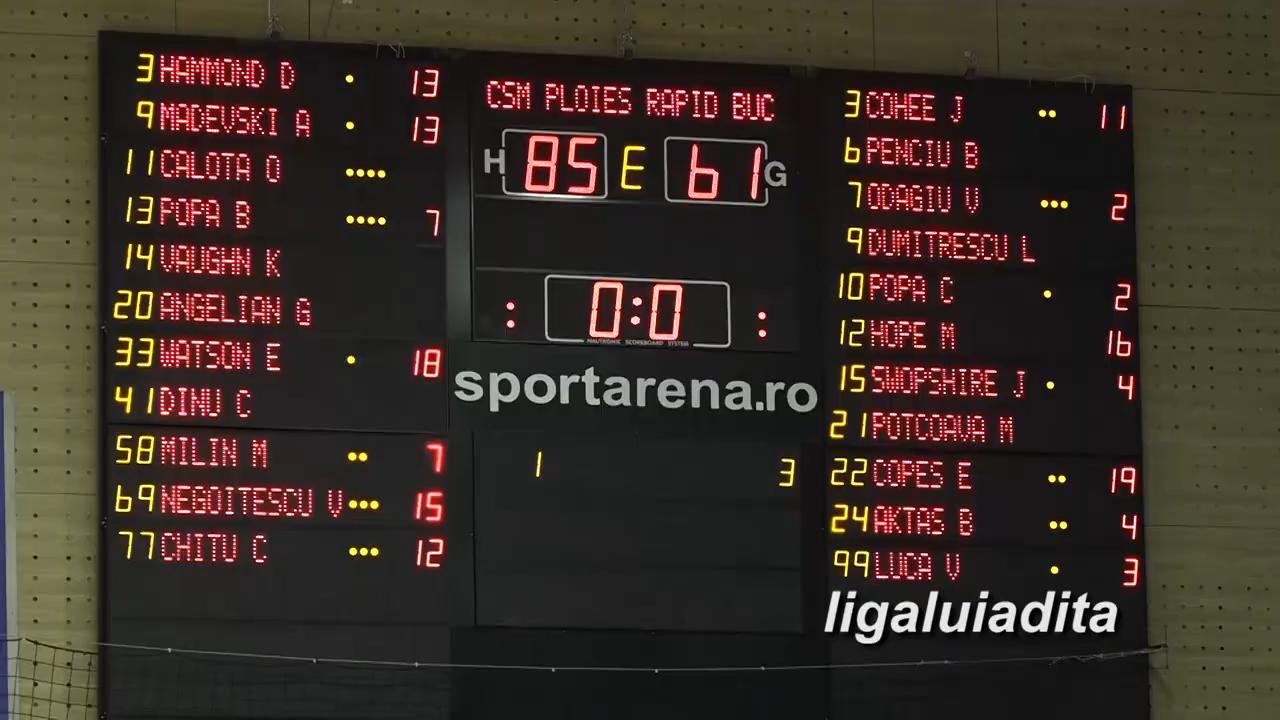 3 HAMMOND D • 13
9 MADEVSKI A • 13
11 CALOTA O ••••
13 POPA B •••• 7
14 VAUGHN K
20 ANGELIAN G
33 WATSON E • 18
41 DINU C
58 MILIN M •• 7
69 NEGOITESCU V ••• 15
77 CHITU C ••• 12
CSM PLOIES RAPID BUC
H 85 E 61 G
: 0:0 :
NAUTRONIC SCOREBOARD SYSTEM
sportarena.ro
1 3
3 COHEE J •• 11
6 PENCIU B
7 ODAGIU V ••• 2
9 DUMITRESCU L
10 POPA C • 2
12 HOPE M 16
15 SWOPSHIRE J • 4
21 POTCOAVA M
22 COPES E •• 19
24 AKTAS B •• 4
99 LUCA V • 3
ligaluiadita